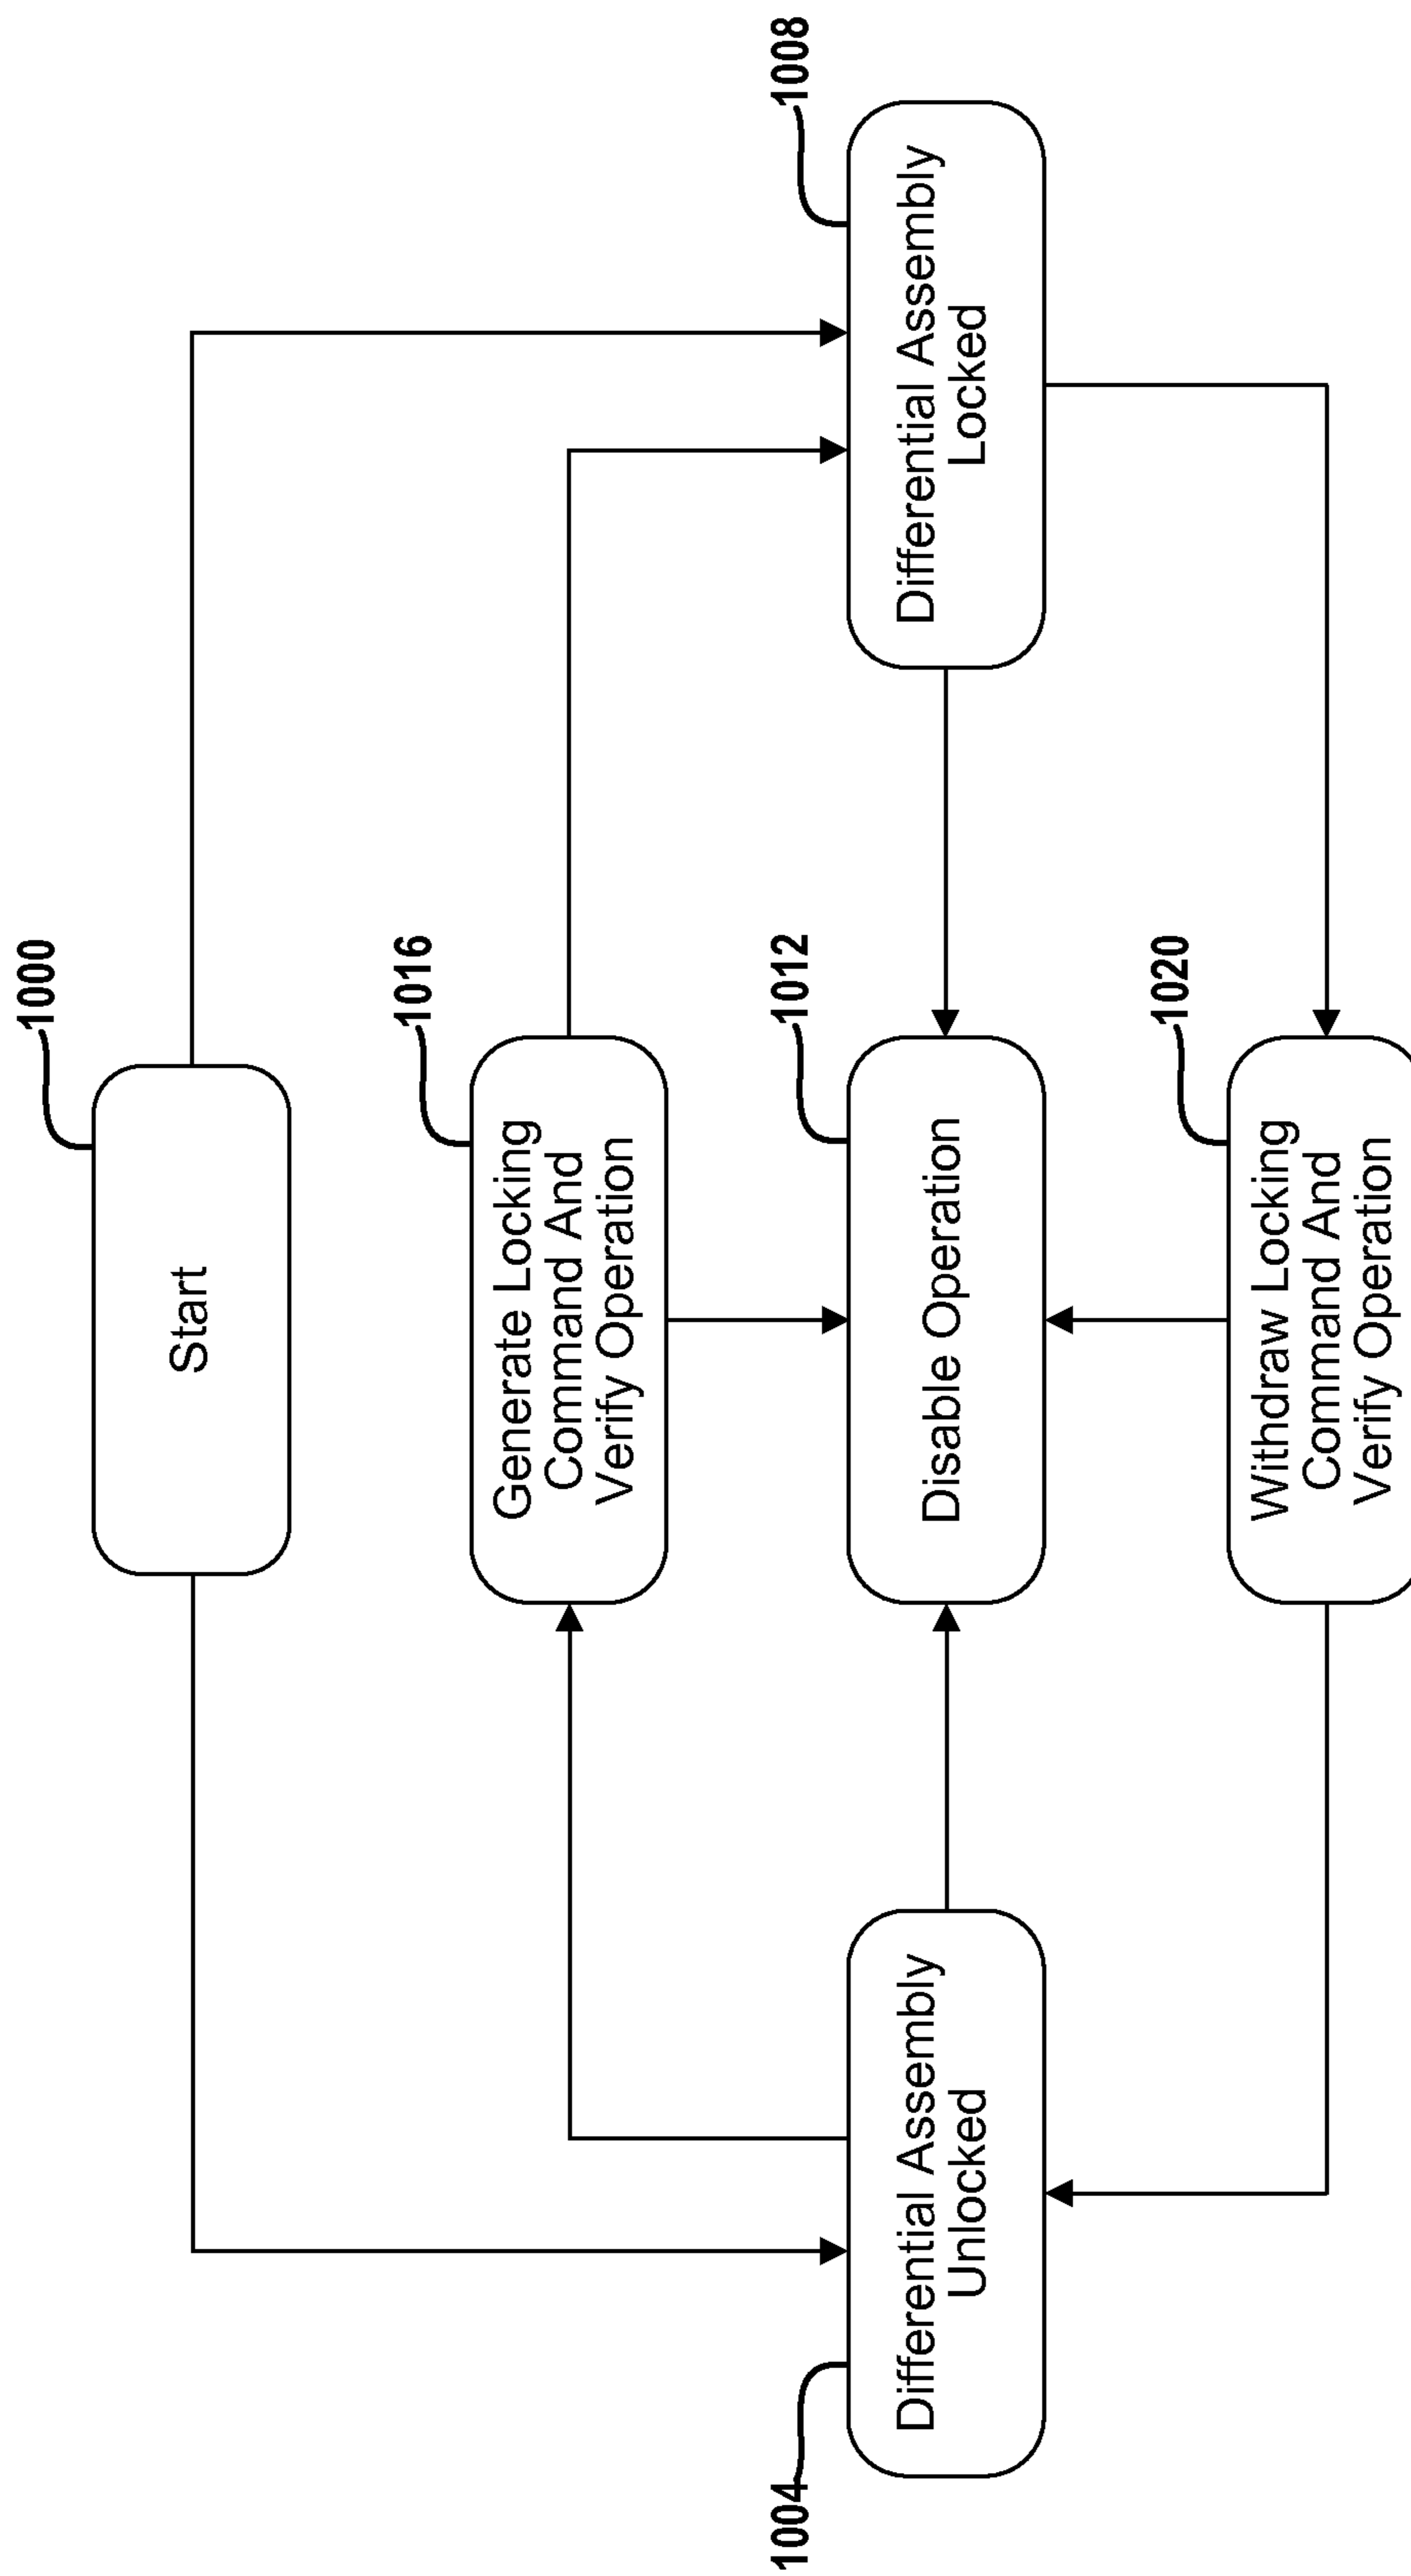 1000
Start
1016
Generate Locking
Command And
Verify Operation
1004
Differential Assembly
Unlocked
1012
Disable Operation
1008
Differential Assembly
Locked
1020
Withdraw Locking
Command And
Verify Operation